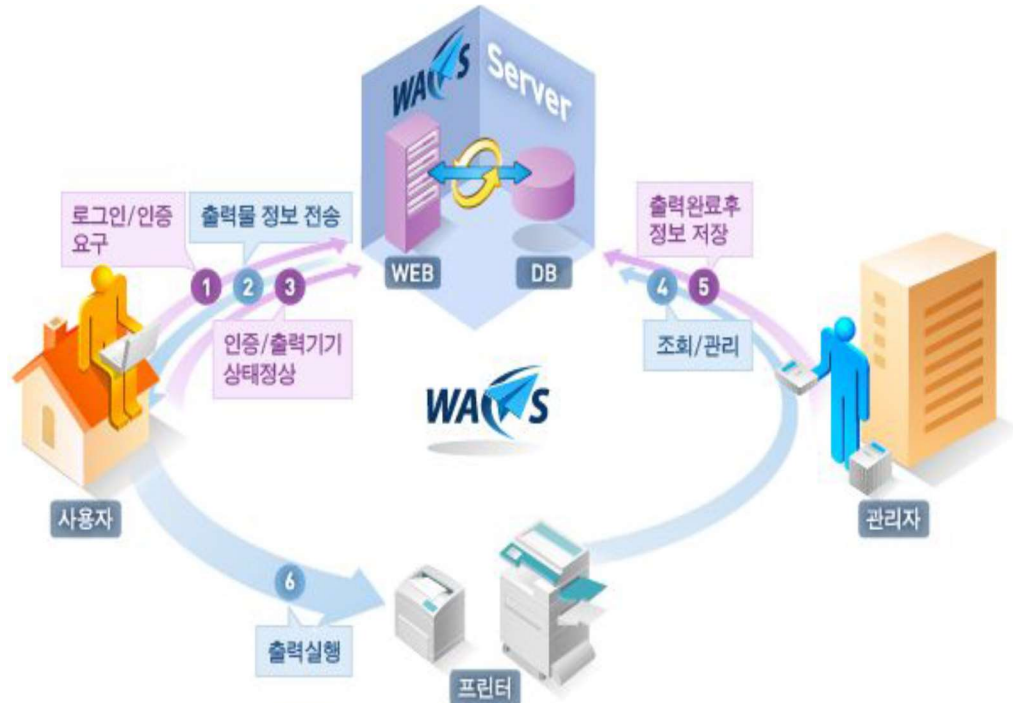 WACS Server
WEB
DB
로그인/인증
요구
출력물 정보 전송
출력완료후
정보 저장
1
2
3
4
5
인증/출력기기
상태정상
조회/관리
WACS
사용자
관리자
6
출력실행
프린터